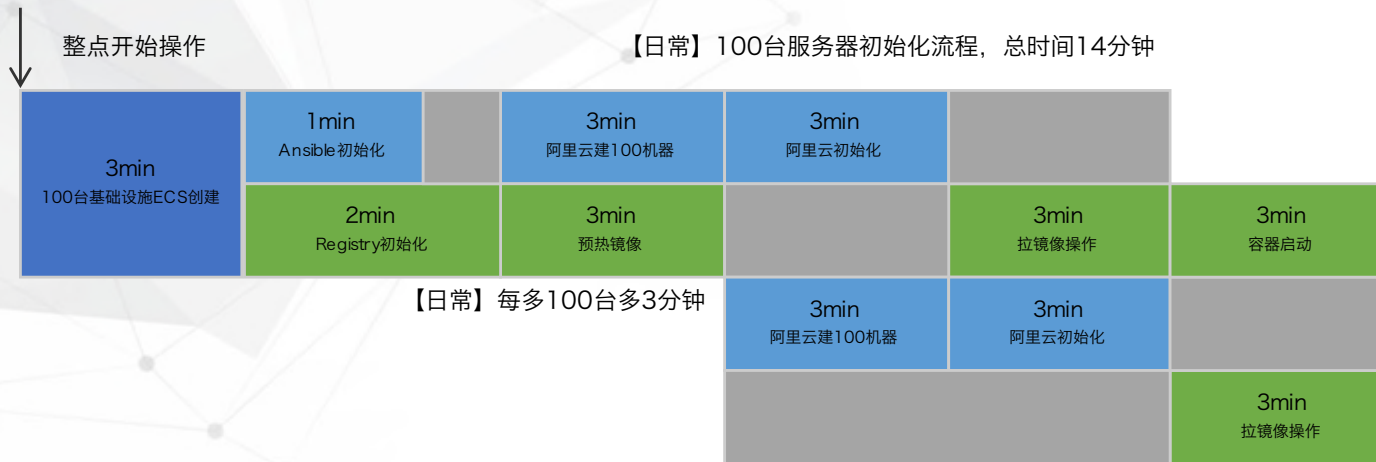 整点开始操作
【日常】100台服务器初始化流程，总时间14分钟
3min
100台基础设施ECS创建
1min
Ansible初始化
3min
阿里云建100机器
3min
阿里云初始化
2min
Registry初始化
3min
预热镜像
3min
拉镜像操作
3min
容器启动
【日常】每多100台多3分钟
3min
阿里云建100机器
3min
阿里云初始化
3min
拉镜像操作